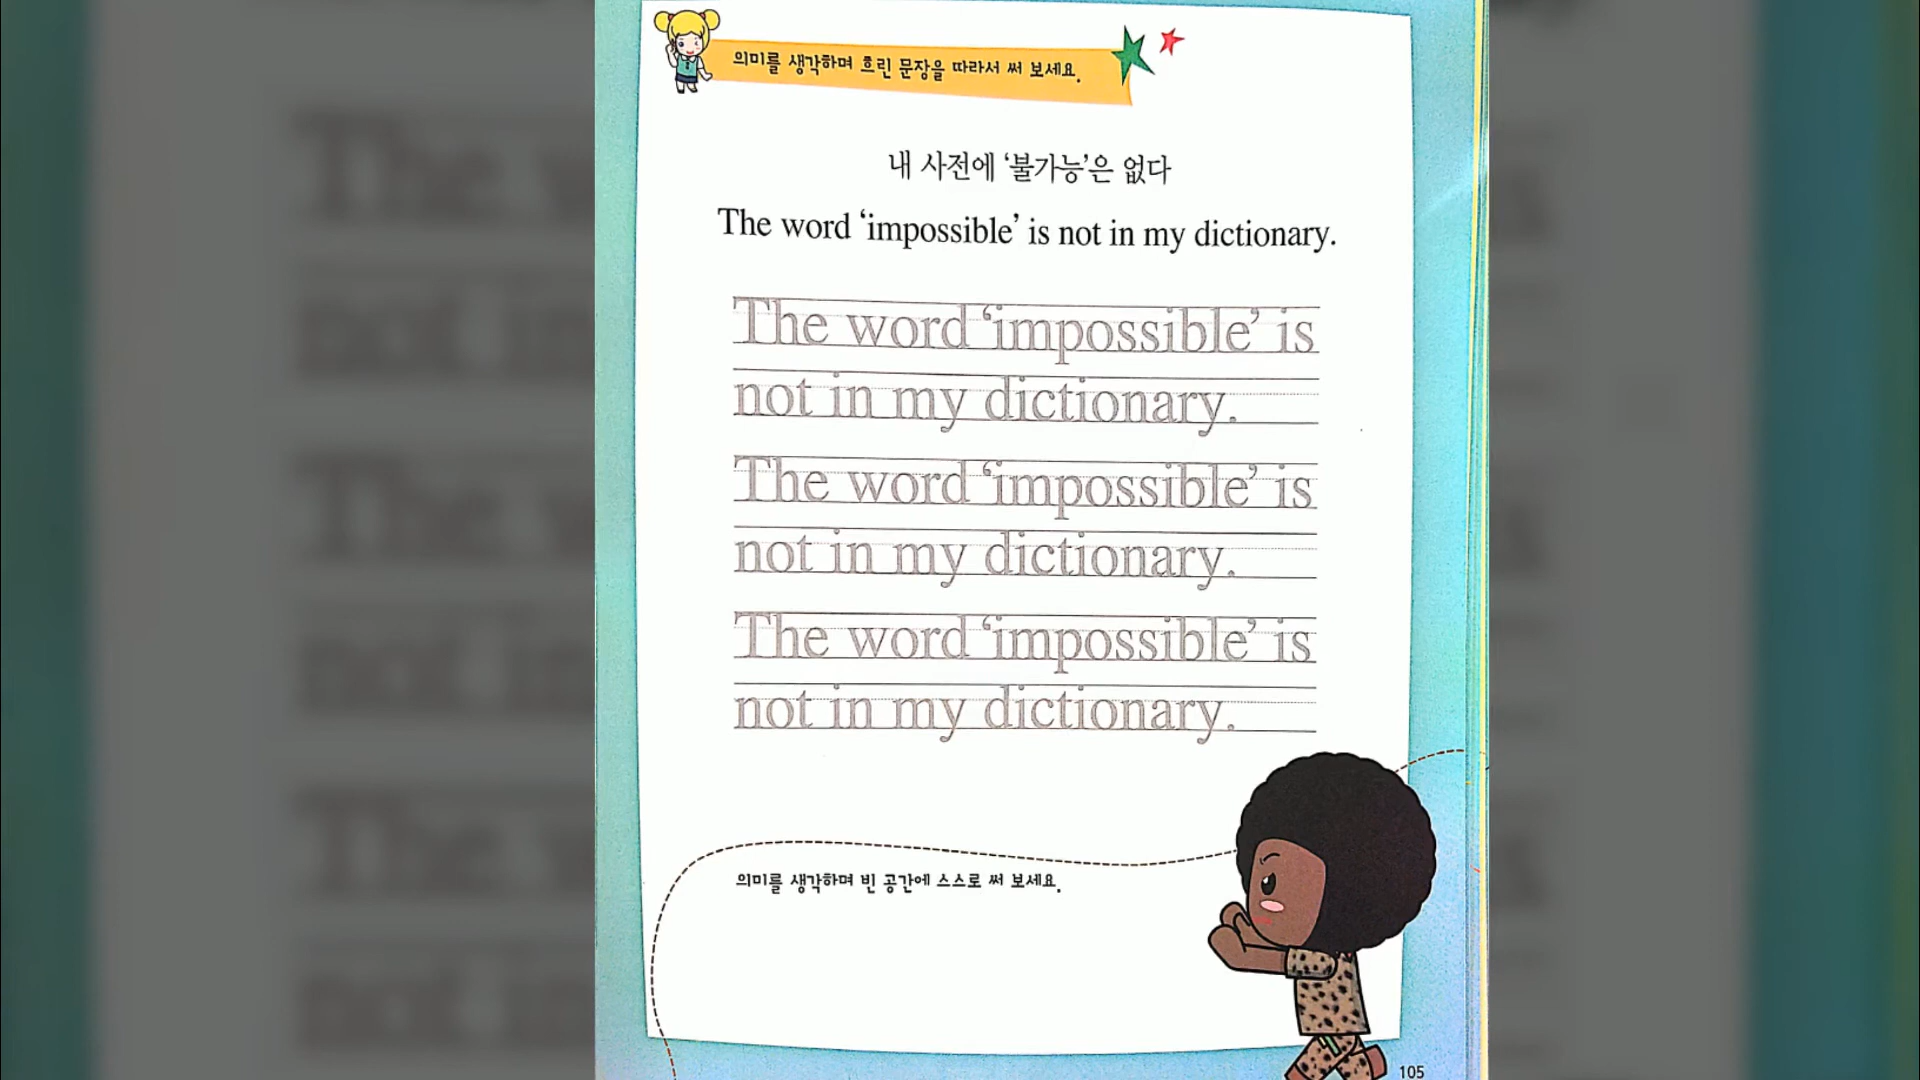 의미를 생각하며 흐린 문장을 따라서 써 보세요.
내 사전에 ‘불가능’은 없다
The word ‘impossible’ is not in my dictionary.
The word ‘impossible’ is
not in my dictionary.
The word ‘impossible’ is
not in my dictionary.
The word ‘impossible’ is
not in my dictionary.
의미를 생각하며 빈 공간에 스스로 써 보세요.
105